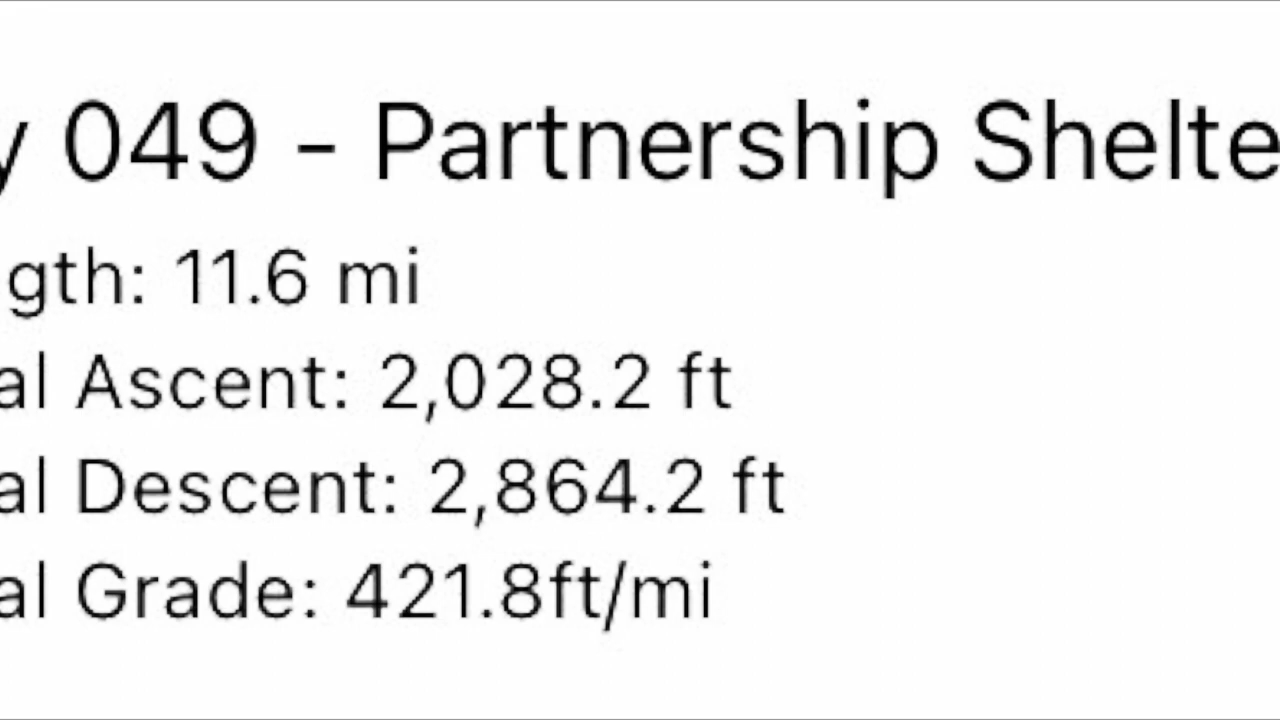 y 049 - Partnership Shelte
gth: 11.6 mi
al Ascent: 2,028.2 ft
al Descent: 2,864.2 ft
al Grade: 421.8ft/mi